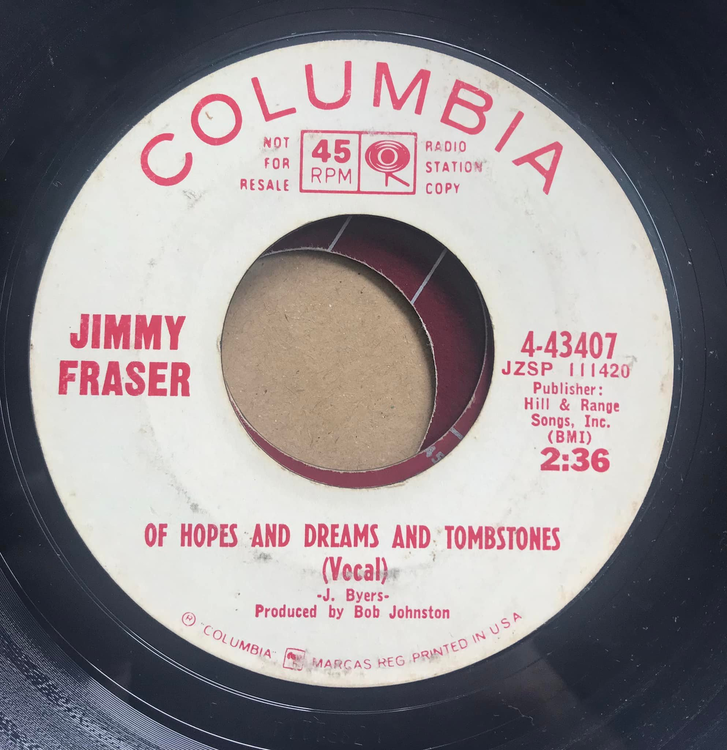 COLUMBIA
NOT
FOR
RESALE
45
RPM
RADIO
STATION
COPY
JIMMY
FRASER
4-43407
JZSP 111420
Publisher:
Hill & Range
Songs, Inc.
(BMI)
2:36
OF HOPES AND DREAMS AND TOMBSTONES
(Vocal)
-J. Byers-
Produced by Bob Johnston
Ⓡ "COLUMBIA" MARCAS REG. PRINTED IN U S A
45